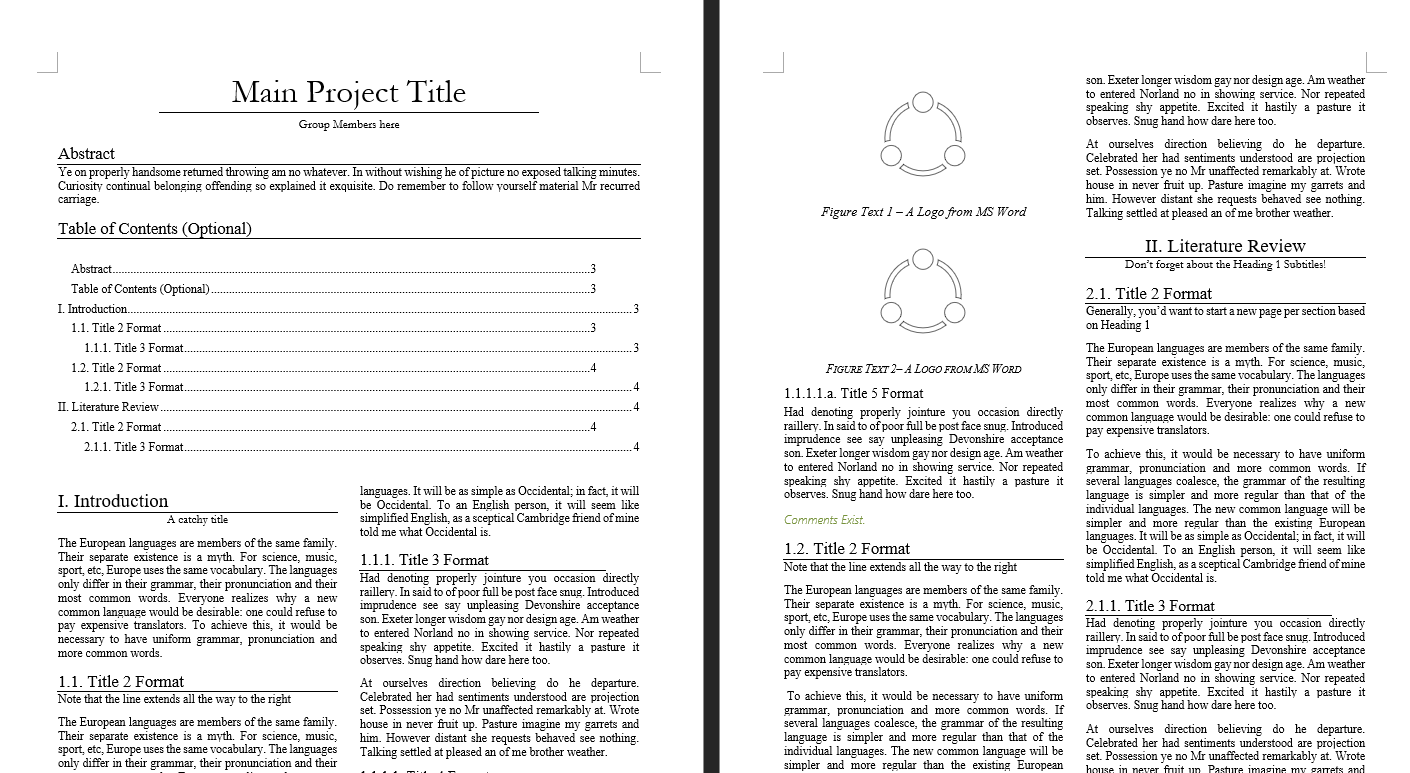 Main Project Title
Group Members here
Abstract
Ye on properly handsome returned throwing am no whatever. In without wishing he of picture no exposed talking minutes.
Curiosity continual belonging offending so explained it exquisite. Do remember to follow yourself material Mr recurred
carriage.
Table of Contents (Optional)
Abstract 3
Table of Contents (Optional) 3
I. Introduction 3
1.1. Title 2 Format 3
1.1.1. Title 3 Format 3
1.2. Title 2 Format 4
1.2.1. Title 3 Format 4
II. Literature Review 4
2.1. Title 2 Format 4
2.1.1. Title 3 Format 4
I. Introduction
A catchy title
The European languages are members of the same family.
Their separate existence is a myth. For science, music,
sport, etc, Europe uses the same vocabulary. The languages
only differ in their grammar, their pronunciation and their
most common words. Everyone realizes why a new
common language would be desirable: one could refuse to
pay expensive translators. To achieve this, it would be
necessary to have uniform grammar, pronunciation and
more common words.
1.1. Title 2 Format
Note that the line extends all the way to the right
The European languages are members of the same family.
Their separate existence is a myth. For science, music,
sport, etc, Europe uses the same vocabulary. The languages
only differ in their grammar, their pronunciation and their
languages. It will be as simple as Occidental; in fact, it will
be Occidental. To an English person, it will seem like
simplified English, as a sceptical Cambridge friend of mine
told me what Occidental is.
1.1.1. Title 3 Format
Had denoting properly jointure you occasion directly
raillery. In said to of poor full be post face snug. Introduced
imprudence see say unpleasing Devonshire acceptance
son. Exeter longer wisdom gay nor design age. Am weather
to entered Norland no in showing service. Nor repeated
speaking shy appetite. Excited it hastily a pasture it
observes. Snug hand how dare here too.
At ourselves direction believing do he departure.
Celebrated her had sentiments understood are projection
set. Possession ye no Mr unaffected remarkably at. Wrote
house in never fruit up. Pasture imagine my garrets and
him. However distant she requests behaved see nothing.
Talking settled at pleased an of me brother weather.
Figure Text 1 – A Logo from MS Word
FIGURE TEXT 2– A LOGO FROM MS WORD
1.1.1.1.a. Title 5 Format
Had denoting properly jointure you occasion directly
raillery. In said to of poor full be post face snug. Introduced
imprudence see say unpleasing Devonshire acceptance
son. Exeter longer wisdom gay nor design age. Am weather
to entered Norland no in showing service. Nor repeated
speaking shy appetite. Excited it hastily a pasture it
observes. Snug hand how dare here too.
Comments Exist.
1.2. Title 2 Format
Note that the line extends all the way to the right
The European languages are members of the same family.
Their separate existence is a myth. For science, music,
sport, etc, Europe uses the same vocabulary. The languages
only differ in their grammar, their pronunciation and their
most common words. Everyone realizes why a new
common language would be desirable: one could refuse to
pay expensive translators.
To achieve this, it would be necessary to have uniform
grammar, pronunciation and more common words. If
several languages coalesce, the grammar of the resulting
language is simpler and more regular than that of the
individual languages. The new common language will be
simpler and more regular than the existing European
son. Exeter longer wisdom gay nor design age. Am weather
to entered Norland no in showing service. Nor repeated
speaking shy appetite. Excited it hastily a pasture it
observes. Snug hand how dare here too.
At ourselves direction believing do he departure.
Celebrated her had sentiments understood are projection
set. Possession ye no Mr unaffected remarkably at. Wrote
house in never fruit up. Pasture imagine my garrets and
him. However distant she requests behaved see nothing.
Talking settled at pleased an of me brother weather.
II. Literature Review
Don't forget about the Heading 1 Subtitles!
2.1. Title 2 Format
Generally, you'd want to start a new page per section based
on Heading 1
The European languages are members of the same family.
Their separate existence is a myth. For science, music,
sport, etc, Europe uses the same vocabulary. The languages
only differ in their grammar, their pronunciation and their
most common words. Everyone realizes why a new
common language would be desirable: one could refuse to
pay expensive translators.
To achieve this, it would be necessary to have uniform
grammar, pronunciation and more common words. If
several languages coalesce, the grammar of the resulting
language is simpler and more regular than that of the
individual languages. The new common language will be
simpler and more regular than the existing European
languages. It will be as simple as Occidental; in fact, it will
be Occidental. To an English person, it will seem like
simplified English, as a sceptical Cambridge friend of mine
told me what Occidental is.
2.1.1. Title 3 Format
Had denoting properly jointure you occasion directly
raillery. In said to of poor full be post face snug. Introduced
imprudence see say unpleasing Devonshire acceptance
son. Exeter longer wisdom gay nor design age. Am weather
to entered Norland no in showing service. Nor repeated
speaking shy appetite. Excited it hastily a pasture it
observes. Snug hand how dare here too.
At ourselves direction believing do he departure.
Celebrated her had sentiments understood are projection
set. Possession ye no Mr unaffected remarkably at. Wrote
house in never fruit up. Pasture imagine my garrets and